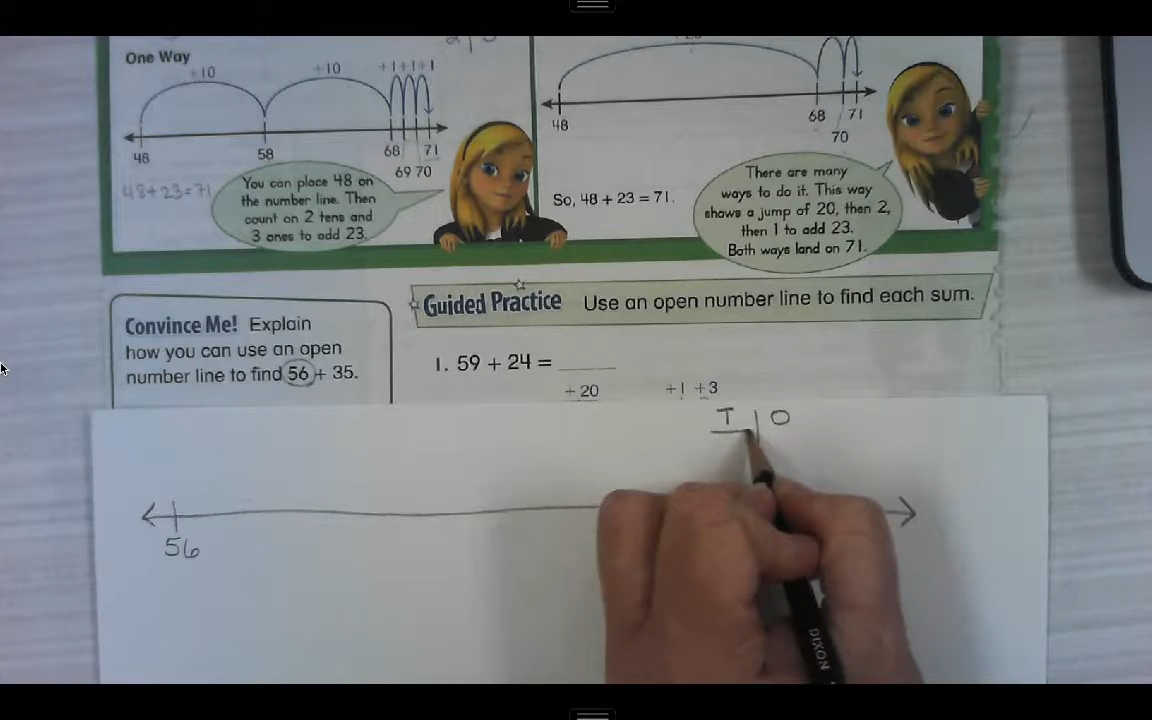 One Way
+10
+10
+1+1+1
48
58
68
71
69 70
48+23=71
You can place 48 on
the number line. Then
count on 2 tens and
3 ones to add 23.
48
68
71
70
So, 48 + 23 = 71.
There are many
ways to do it. This way
shows a jump of 20, then 2,
then 1 to add 23.
Both ways land on 71.
Convince Me! Explain
how you can use an open
number line to find 56 + 35.
Guided Practice Use an open number line to find each sum.
1. 59 + 24 =
+ 20
+1 +3
T O
56
DIXON